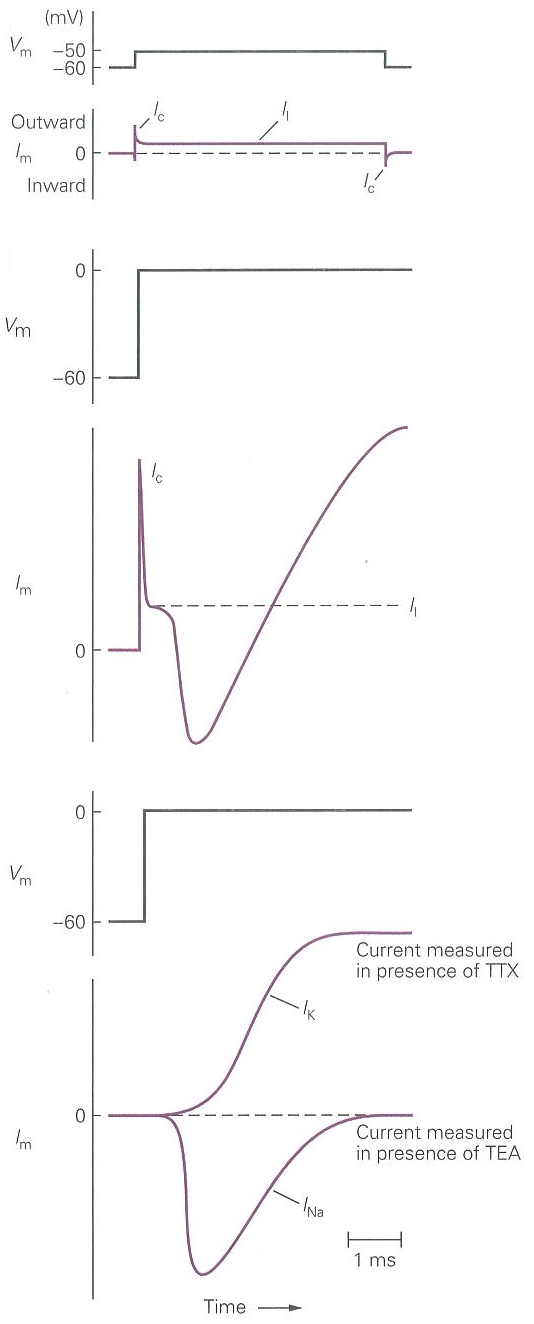 (mV)
Vm
–50
–60
Ic
Il
Outward
Im
0
Inward
Ic
0
Vm
–60
Ic
Im
Il
0
0
Vm
–60
Current measured
in presence of TTX
IK
0
Im
Current measured
in presence of TEA
INa
1 ms
Time